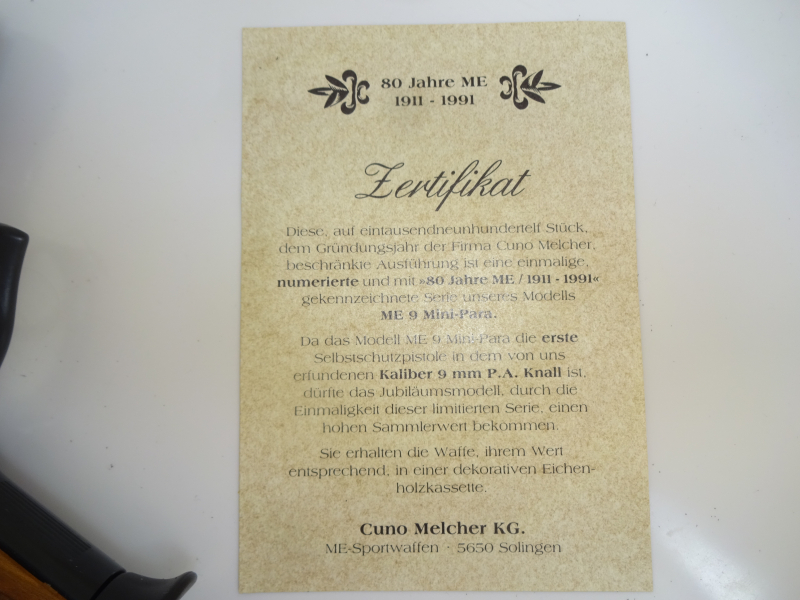 80 Jahre ME
1911 - 1991
Zertifikat
Diese, auf eintausendneunhundertelf Stück,
dem Gründungsjahr der Firma Cuno Melcher,
beschränkte Ausführung ist eine einmalige,
numerierte und mit »80 Jahre ME / 1911 - 1991«
gekennzeichnete Serie unseres Modells
ME 9 Mini-Para.
Da das Modell ME 9 Mini-Para die erste
Selbstschutzpistole in dem von uns
erfundenen Kaliber 9 mm P.A. Knall ist,
dürfte das Jubiläumsmodell, durch die
Einmaligkeit dieser limitierten Serie, einen
hohen Sammlerwert bekommen.
Sie erhalten die Waffe, ihrem Wert
entsprechend, in einer dekorativen Eichen-
holzkassette.
Cuno Melcher KG.
ME-Sportwaffen · 5650 Solingen